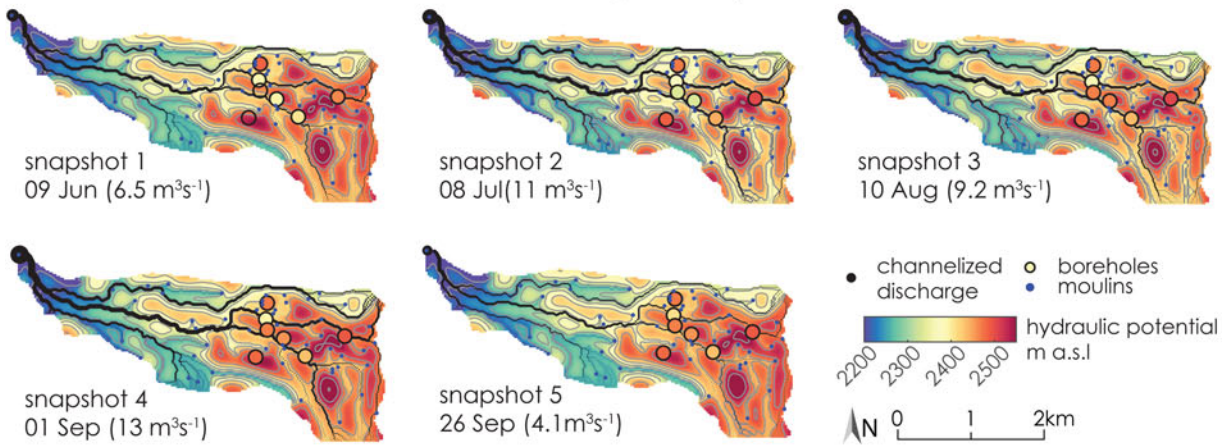 snapshot 1
09 Jun (6.5 m³s⁻¹)
snapshot 2
08 Jul(11 m³s⁻¹)
snapshot 3
10 Aug (9.2 m³s⁻¹)
snapshot 4
01 Sep (13 m³s⁻¹)
snapshot 5
26 Sep (4.1m³s⁻¹)
channelized
discharge
boreholes
moulins
hydraulic potential
m a.s.l
2200
2300
2400
2500
N
0 1 2km